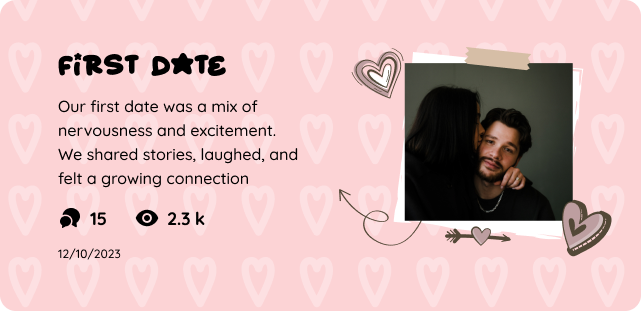 FiRST DATE
Our first date was a mix of
nervousness and excitement.
We shared stories, laughed, and
felt a growing connection
15 2.3 k
12/10/2023